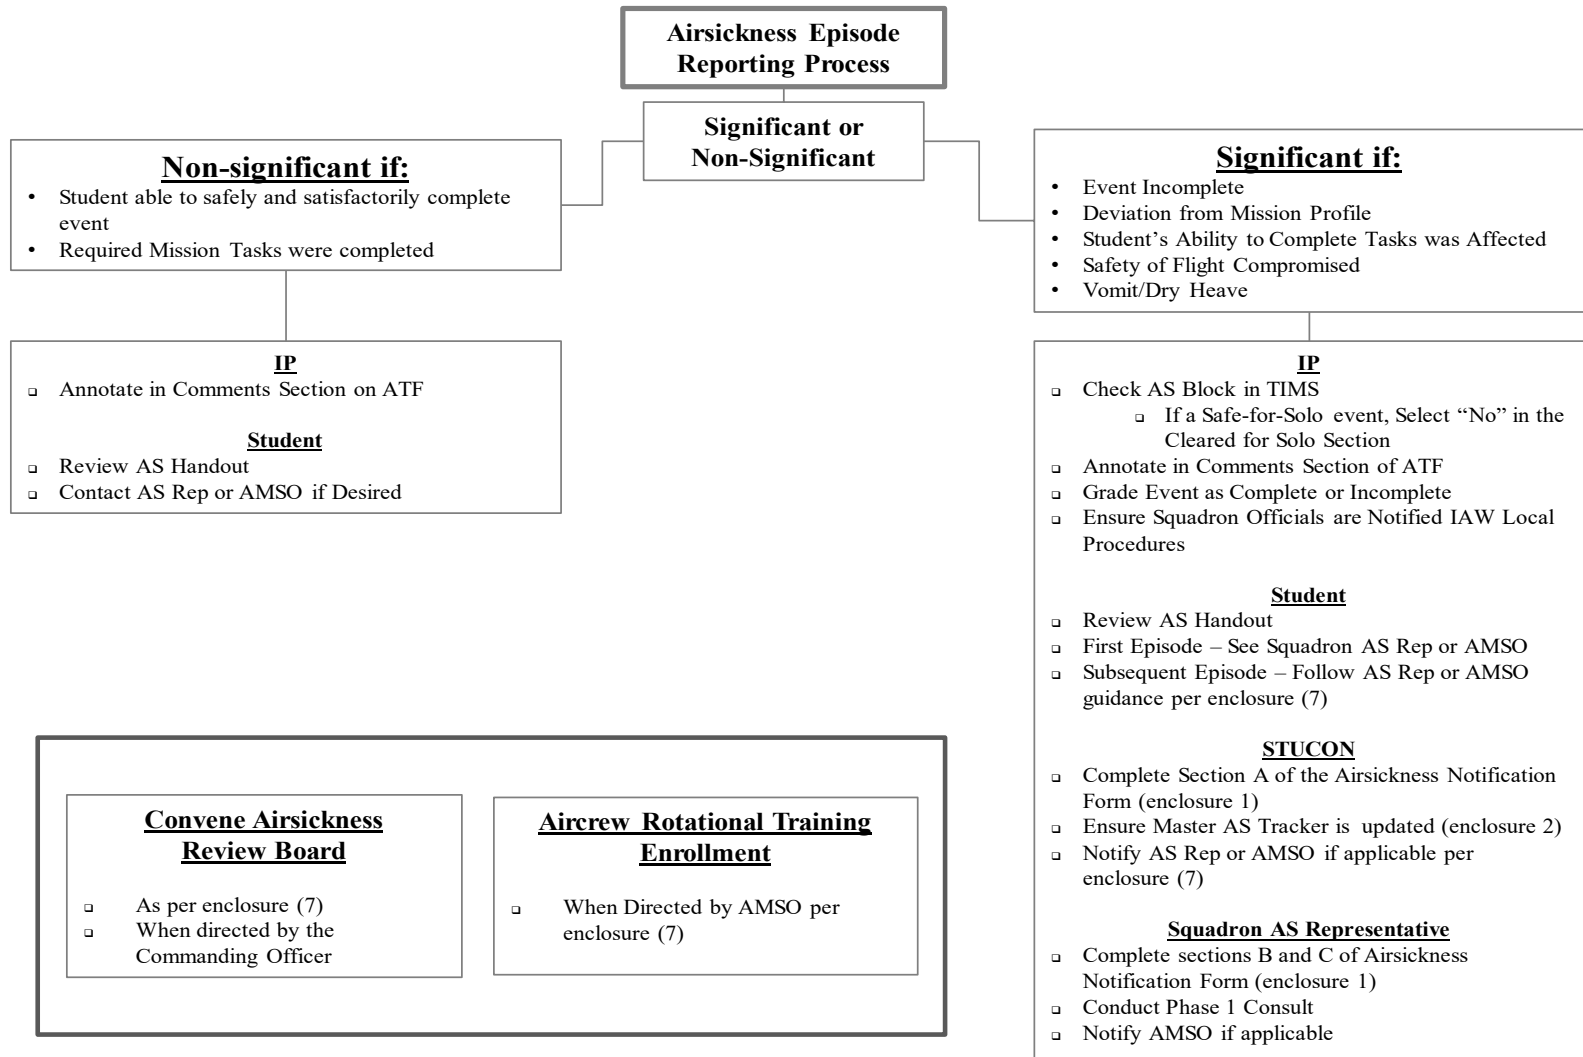 Airsickness Episode
Reporting Process
Significant or
Non-Significant
Non-significant if:
• Student able to safely and satisfactorily complete
event
• Required Mission Tasks were completed
IP
❑ Annotate in Comments Section on ATF
Student
❑ Review AS Handout
❑ Contact AS Rep or AMSO if Desired
Significant if:
• Event Incomplete
• Deviation from Mission Profile
• Student’s Ability to Complete Tasks was Affected
• Safety of Flight Compromised
• Vomit/Dry Heave
IP
❑ Check AS Block in TIMS
❑ If a Safe-for-Solo event, Select “No” in the
Cleared for Solo Section
❑ Annotate in Comments Section of ATF
❑ Grade Event as Complete or Incomplete
❑ Ensure Squadron Officials are Notified IAW Local
Procedures
Student
❑ Review AS Handout
❑ First Episode – See Squadron AS Rep or AMSO
❑ Subsequent Episode – Follow AS Rep or AMSO
guidance per enclosure (7)
STUCON
❑ Complete Section A of the Airsickness Notification
Form (enclosure 1)
❑ Ensure Master AS Tracker is updated (enclosure 2)
❑ Notify AS Rep or AMSO if applicable per
enclosure (7)
Squadron AS Representative
❑ Complete sections B and C of Airsickness
Notification Form (enclosure 1)
❑ Conduct Phase 1 Consult
❑ Notify AMSO if applicable
Convene Airsickness
Review Board
❑ As per enclosure (7)
❑ When directed by the
Commanding Officer
Aircrew Rotational Training
Enrollment
❑ When Directed by AMSO per
enclosure (7)